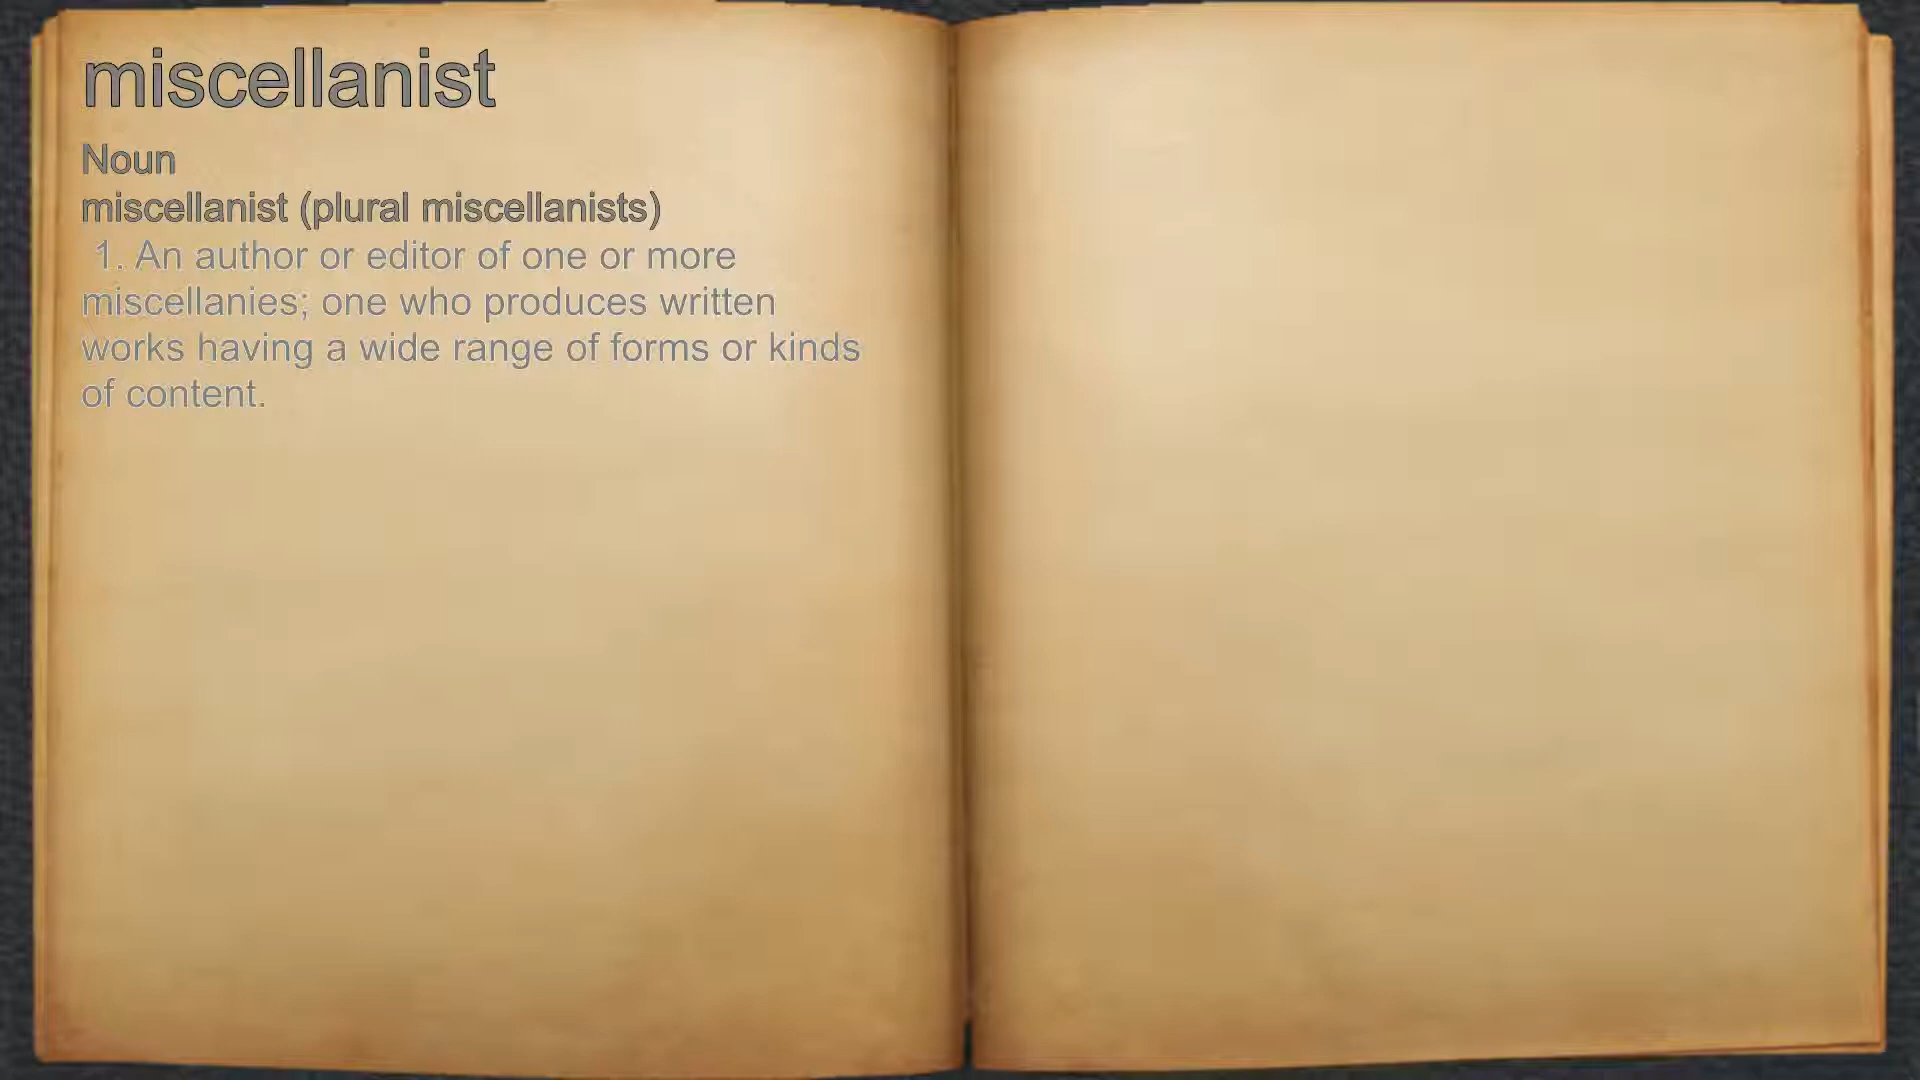 miscellanist
Noun
miscellanist (plural miscellanists)
1. An author or editor of one or more
miscellanies; one who produces written
works having a wide range of forms or kinds
of content.